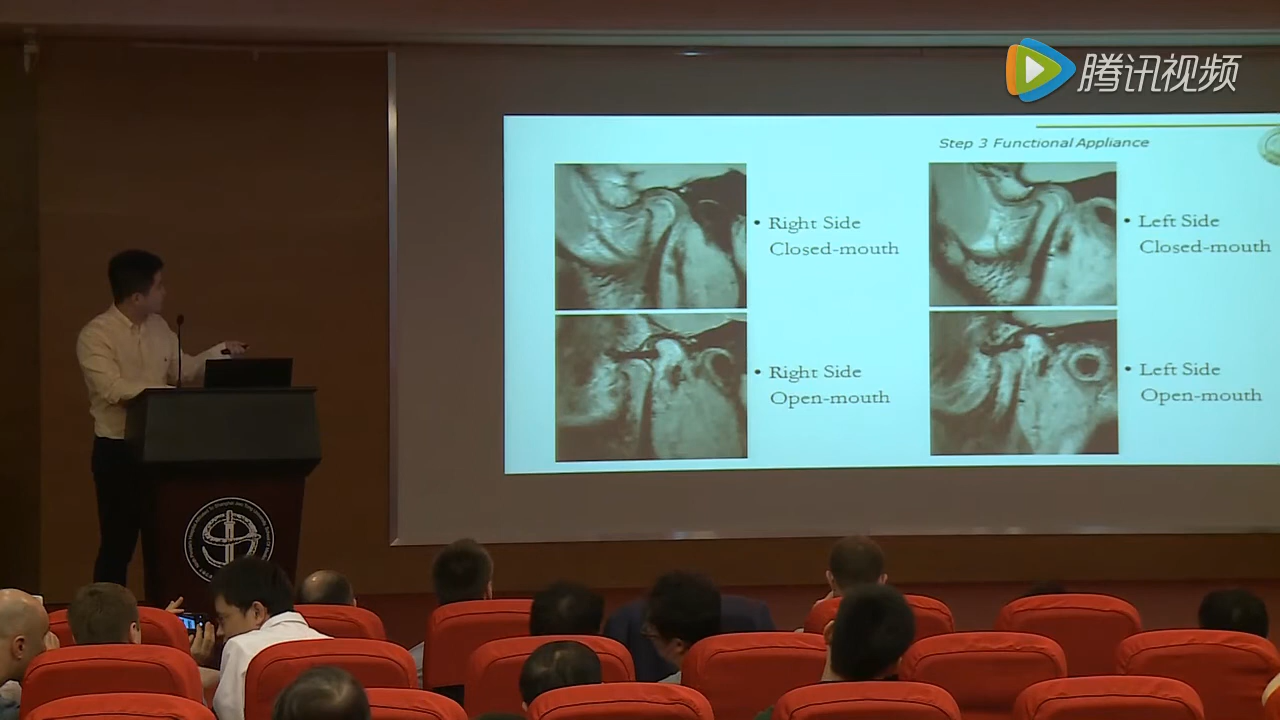 腾讯视频
Step 3 Functional Appliance
• Right Side
Closed-mouth
• Left Side
Closed-mouth
• Right Side
Open-mouth
• Left Side
Open-mouth